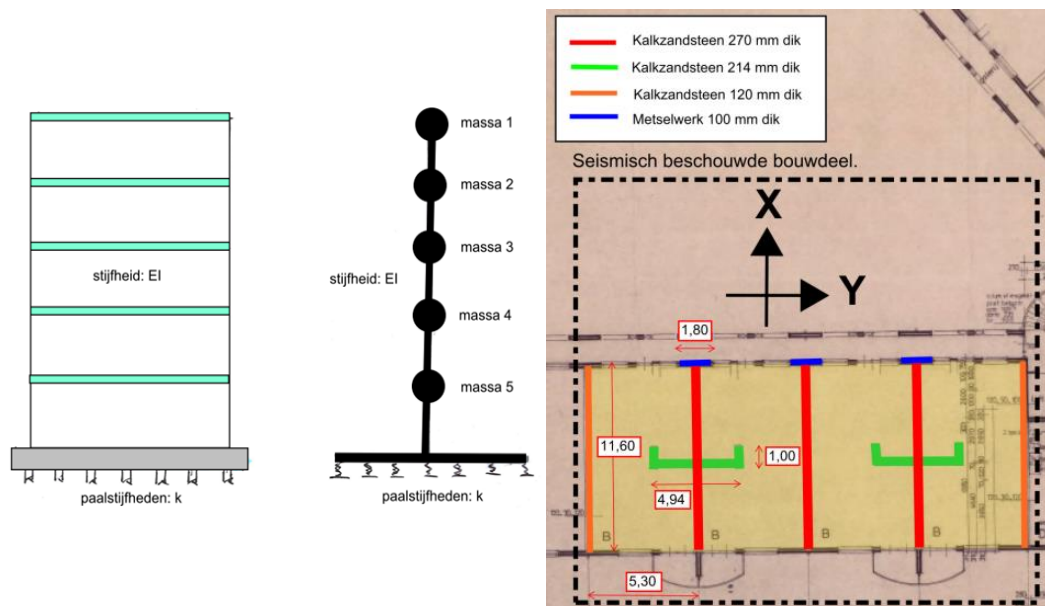 massa 1
massa 2
massa 3
massa 4
massa 5
stijfheid: EI
stijfheid: EI
paalstijfheden: k
paalstijfheden: k
Kalkzandsteen 270 mm dik
Kalkzandsteen 214 mm dik
Kalkzandsteen 120 mm dik
Metselwerk 100 mm dik
Seismisch beschouwde bouwdeel.
X
Y
1,80
11,60
1,00
4,94
B
B
B
5,30